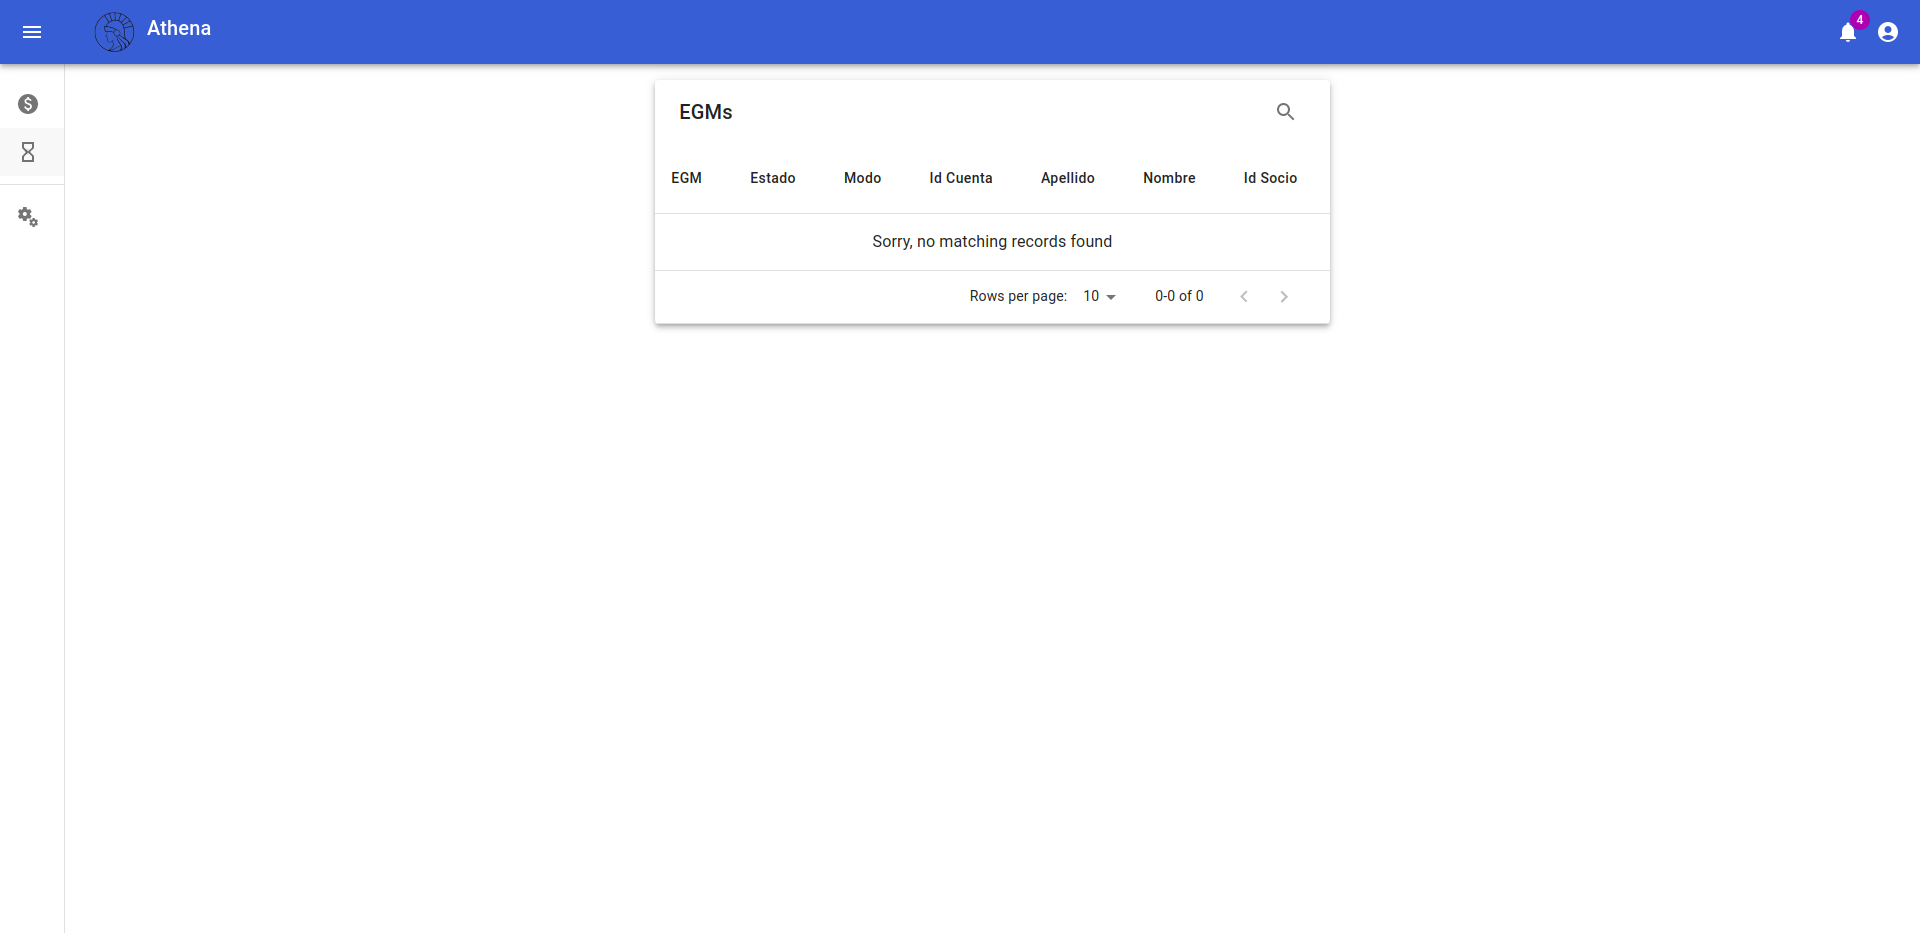 Athena
4
EGMs
EGM Estado Modo Id Cuenta Apellido Nombre Id Socio
Sorry, no matching records found
Rows per page: 10 0-0 of 0